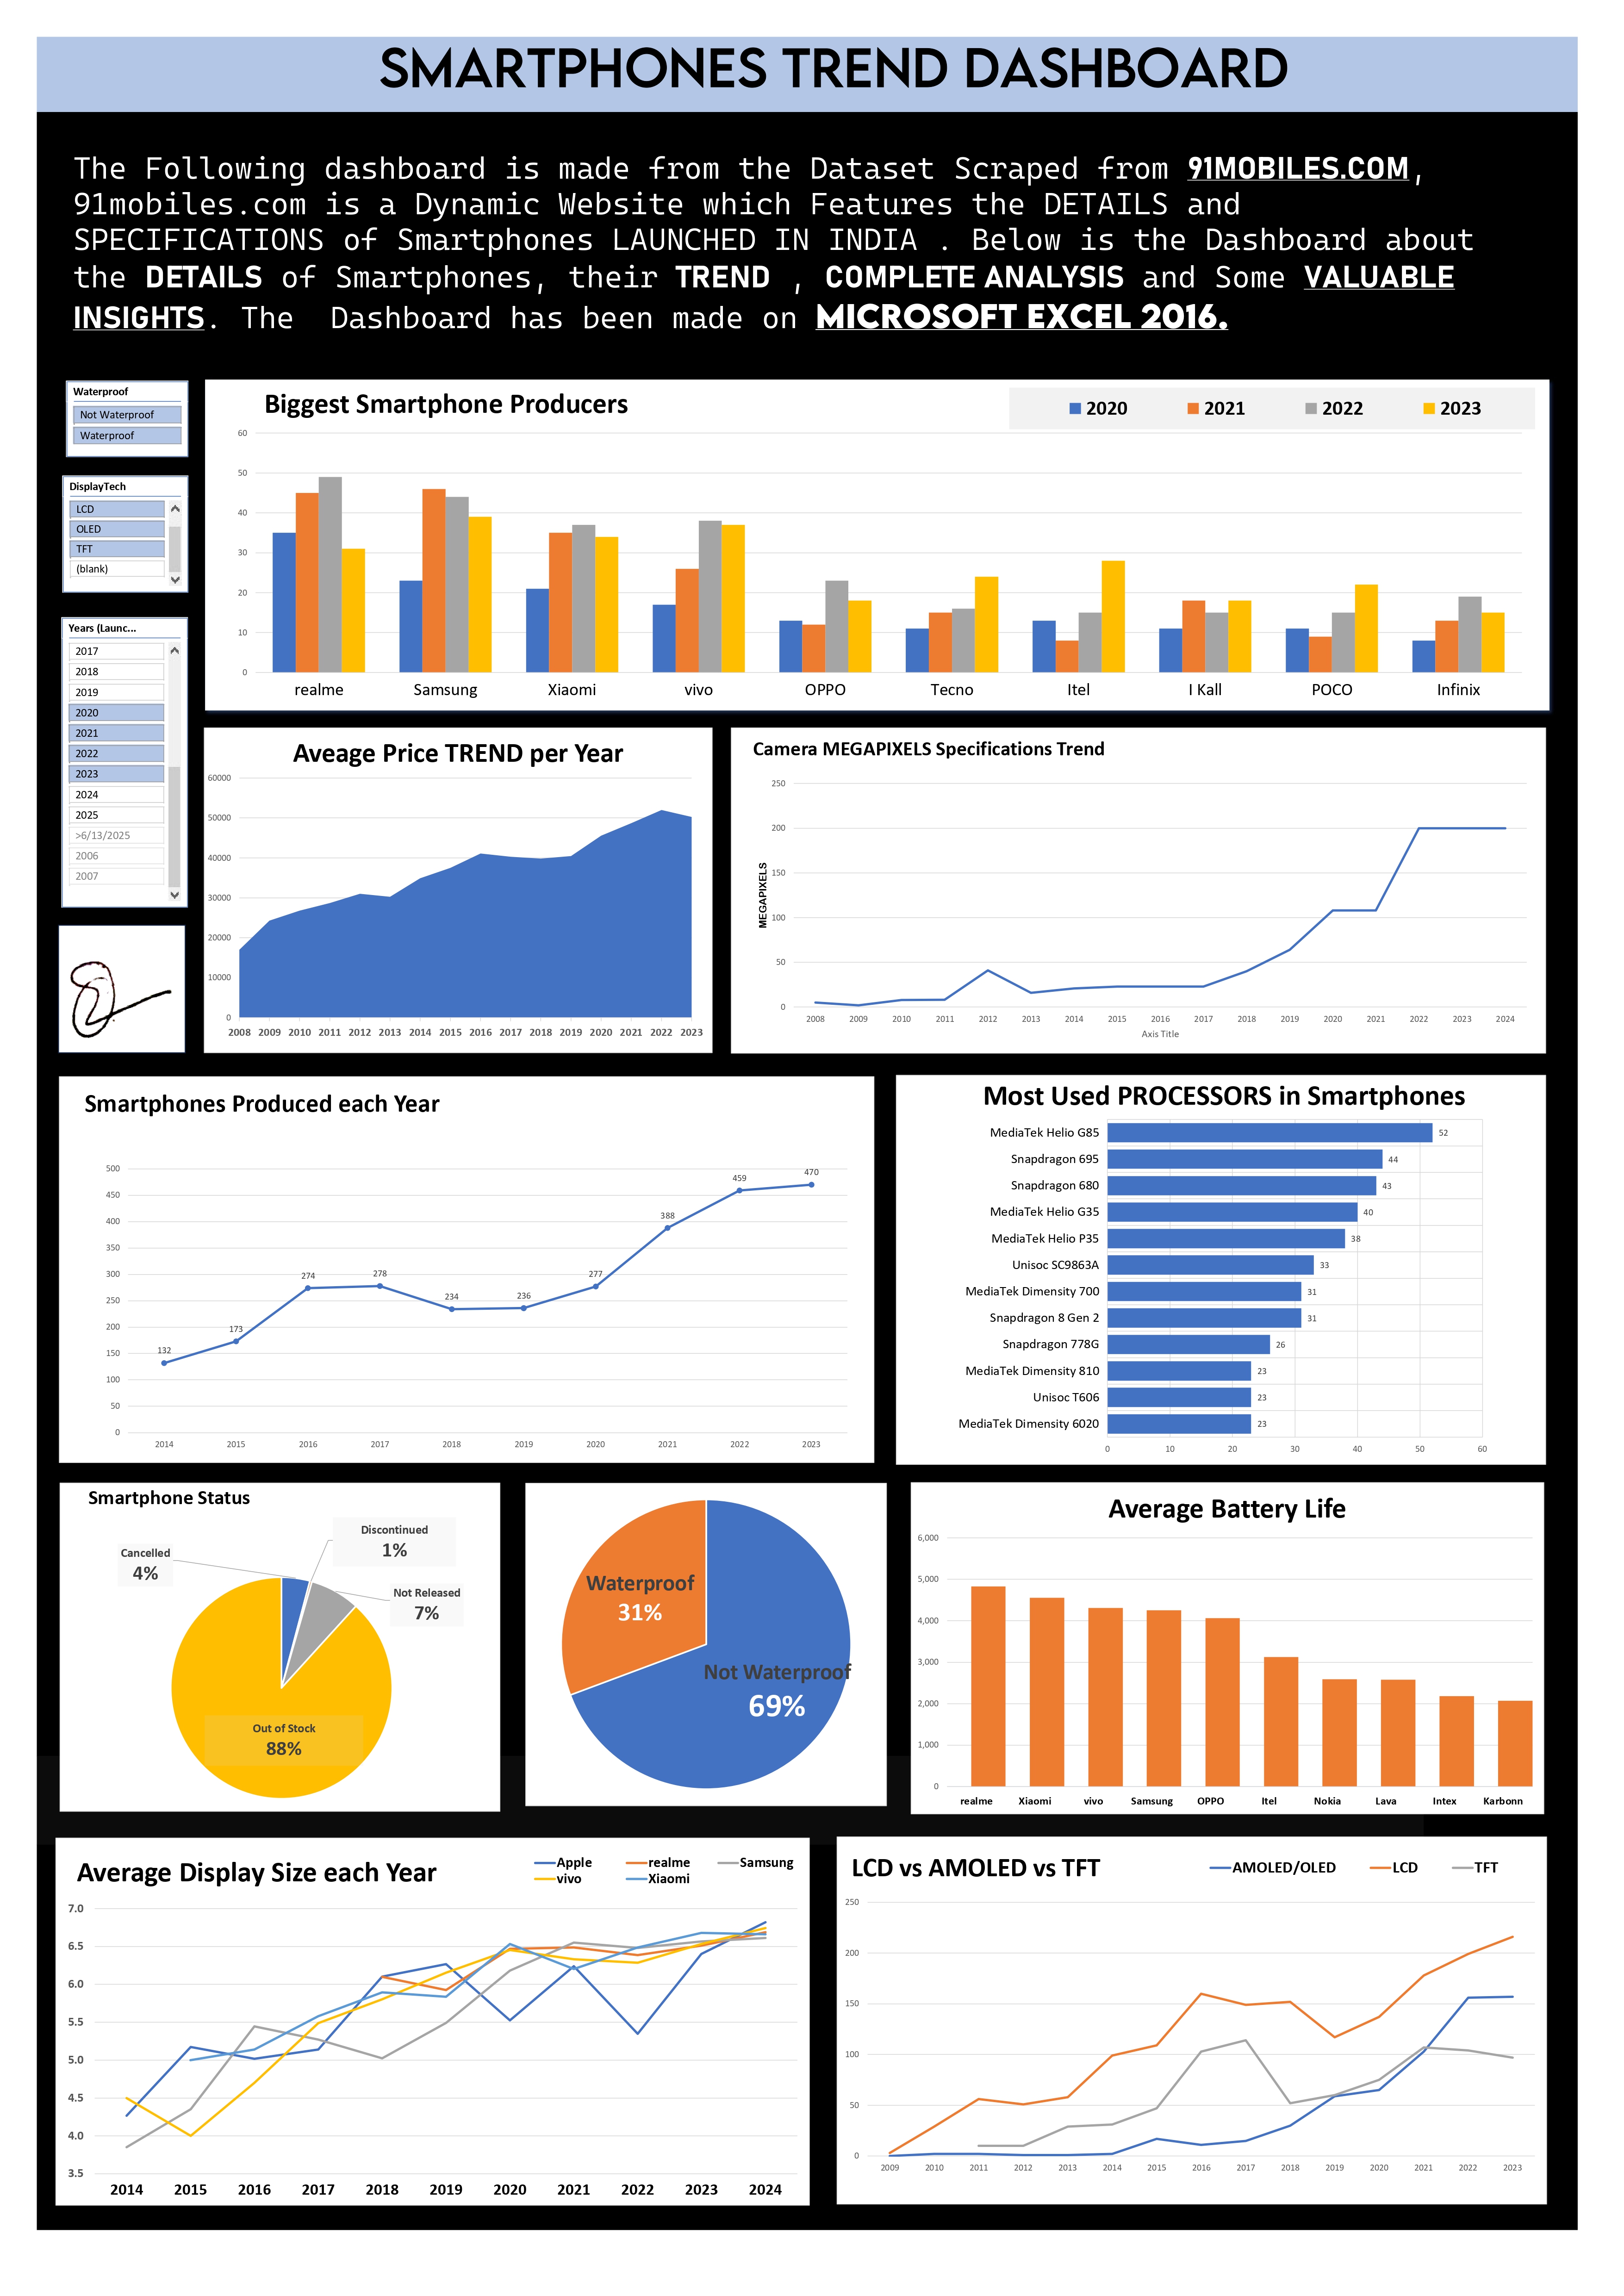 SMARTPHONES TREND DASHBOARD
The Following dashboard is made from the Dataset Scraped from 91MOBILES.COM,
91mobiles.com is a Dynamic Website which Features the DETAILS and
SPECIFICATIONS of Smartphones LAUNCHED IN INDIA . Below is the Dashboard about
the DETAILS of Smartphones, their TREND , COMPLETE ANALYSIS and Some VALUABLE
INSIGHTS. The Dashboard has been made on MICROSOFT EXCEL 2016.
Waterproof
Not Waterproof
Waterproof
DisplayTech
LCD
OLED
TFT
(blank)
Years (Launc...
2017
2018
2019
2020
2021
2022
2023
2024
2025
>6/13/2025
2006
2007
Biggest Smartphone Producers
2020 2021 2022 2023
60
50
40
30
20
10
0
realme Samsung Xiaomi vivo OPPO Tecno Itel I Kall POCO Infinix
Aveage Price TREND per Year
60000
50000
40000
30000
20000
10000
0
2008 2009 2010 2011 2012 2013 2014 2015 2016 2017 2018 2019 2020 2021 2022 2023
Camera MEGAPIXELS Specifications Trend
MEGAPIXELS
250
200
150
100
50
0
2008 2009 2010 2011 2012 2013 2014 2015 2016 2017 2018 2019 2020 2021 2022 2023 2024
Axis Title
Smartphones Produced each Year
500
450
400
350
300
250
200
150
100
50
0
132 173 274 278 234 236 277 388 459 470
2014 2015 2016 2017 2018 2019 2020 2021 2022 2023
Most Used PROCESSORS in Smartphones
MediaTek Helio G85 52
Snapdragon 695 44
Snapdragon 680 43
MediaTek Helio G35 40
MediaTek Helio P35 38
Unisoc SC9863A 33
MediaTek Dimensity 700 31
Snapdragon 8 Gen 2 31
Snapdragon 778G 26
MediaTek Dimensity 810 23
Unisoc T606 23
MediaTek Dimensity 6020 23
0 10 20 30 40 50 60
Smartphone Status
Discontinued
1%
Cancelled
4%
Not Released
7%
Out of Stock
88%
Waterproof
31%
Not Waterproof
69%
Average Battery Life
6,000
5,000
4,000
3,000
2,000
1,000
0
realme Xiaomi vivo Samsung OPPO Itel Nokia Lava Intex Karbonn
Average Display Size each Year
Apple realme Samsung
vivo Xiaomi
7.0
6.5
6.0
5.5
5.0
4.5
4.0
3.5
2014 2015 2016 2017 2018 2019 2020 2021 2022 2023 2024
LCD vs AMOLED vs TFT
AMOLED/OLED LCD TFT
250
200
150
100
50
0
2009 2010 2011 2012 2013 2014 2015 2016 2017 2018 2019 2020 2021 2022 2023